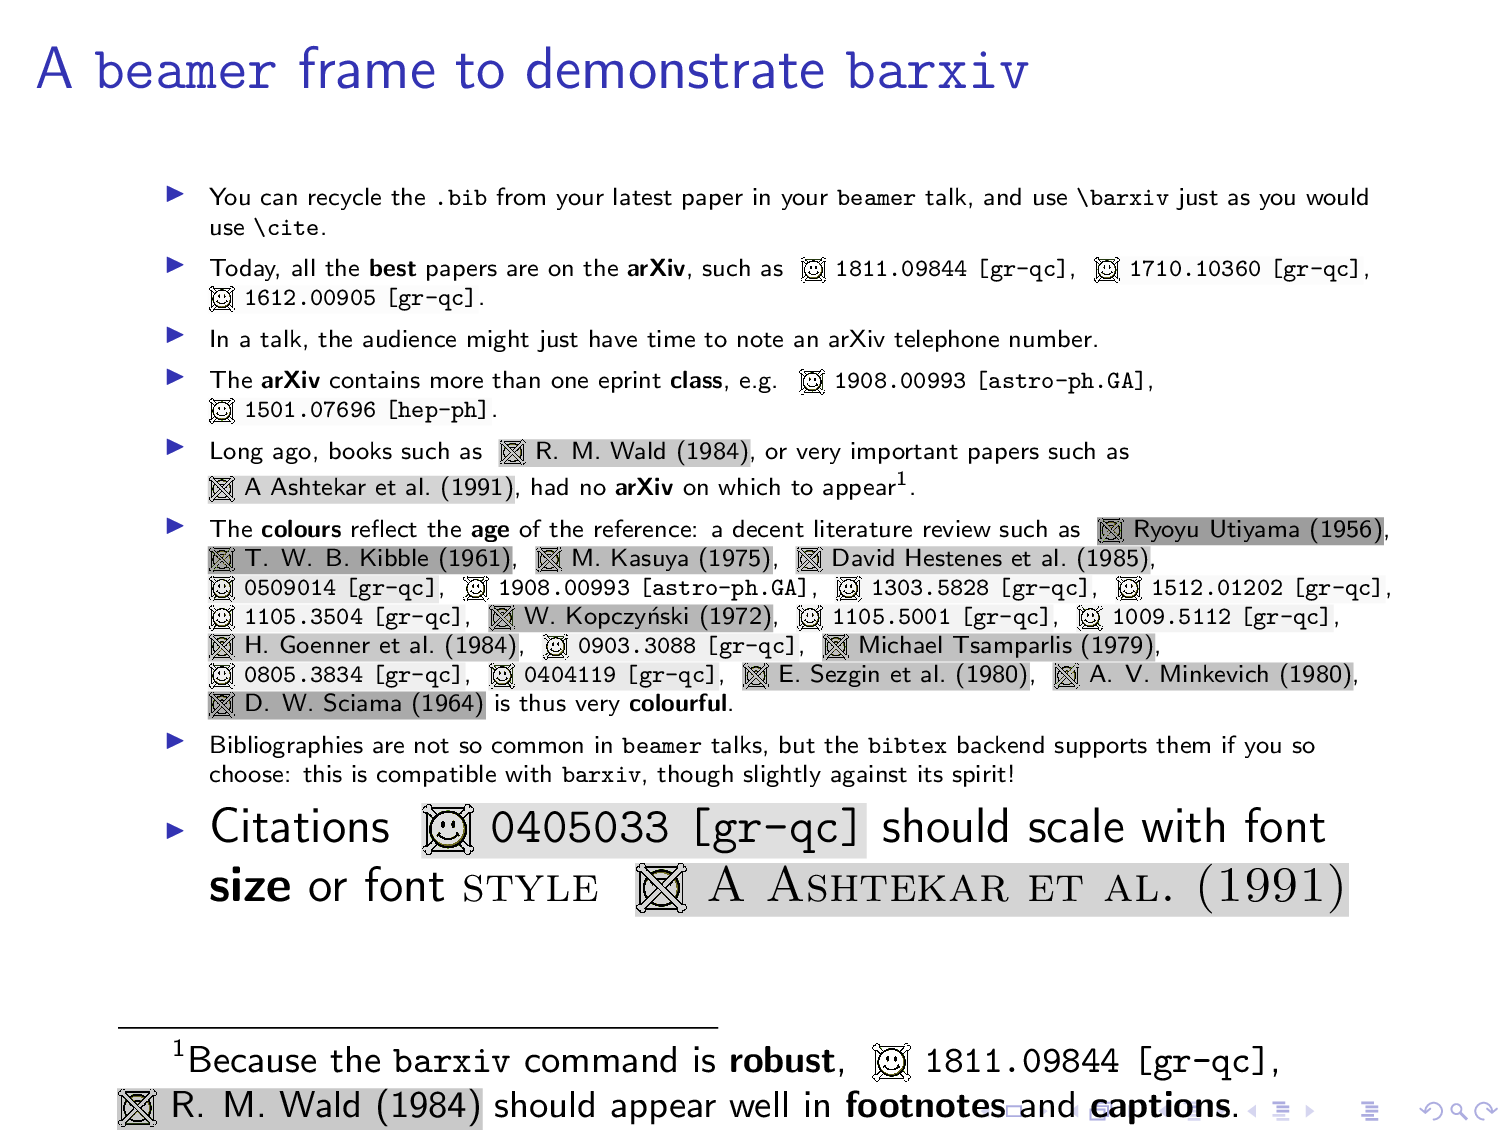 A beamer frame to demonstrate barxiv
You can recycle the .bib from your latest paper in your beamer talk, and use \barxiv just as you would
use \cite.
Today, all the best papers are on the arXiv, such as 1811.09844 [gr-qc], 1710.10360 [gr-qc],
1612.00905 [gr-qc].
In a talk, the audience might just have time to note an arXiv telephone number.
The arXiv contains more than one eprint class, e.g. 1908.00993 [astro-ph.GA],
1501.07696 [hep-ph].
Long ago, books such as R. M. Wald (1984), or very important papers such as
A Ashtekar et al. (1991), had no arXiv on which to appear1.
The colours reflect the age of the reference: a decent literature review such as Ryoyu Utiyama (1956),
T. W. B. Kibble (1961), M. Kasuya (1975), David Hestenes et al. (1985),
0509014 [gr-qc], 1908.00993 [astro-ph.GA], 1303.5828 [gr-qc], 1512.01202 [gr-qc],
1105.3504 [gr-qc], W. Kopczyński (1972), 1105.5001 [gr-qc], 1009.5112 [gr-qc],
H. Goenner et al. (1984), 0903.3088 [gr-qc], Michael Tsamparlis (1979),
0805.3834 [gr-qc], 0404119 [gr-qc], E. Sezgin et al. (1980), A. V. Minkevich (1980),
D. W. Sciama (1964) is thus very colourful.
Bibliographies are not so common in beamer talks, but the bibtex backend supports them if you so
choose: this is compatible with barxiv, though slightly against its spirit!
Citations 0405033 [gr-qc] should scale with font
size or font STYLE A ASHTEKAR ET AL. (1991)
1Because the barxiv command is robust, 1811.09844 [gr-qc],
R. M. Wald (1984) should appear well in footnotes and captions.